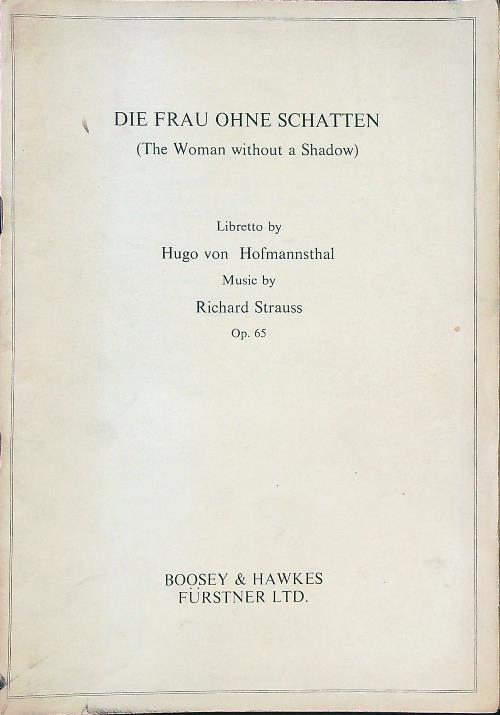 DIE FRAU OHNE SCHATTEN
(The Woman without a Shadow)
Libretto by
Hugo von Hofmannsthal
Music by
Richard Strauss
Op. 65
BOOSEY & HAWKES
FÜRSTNER LTD.